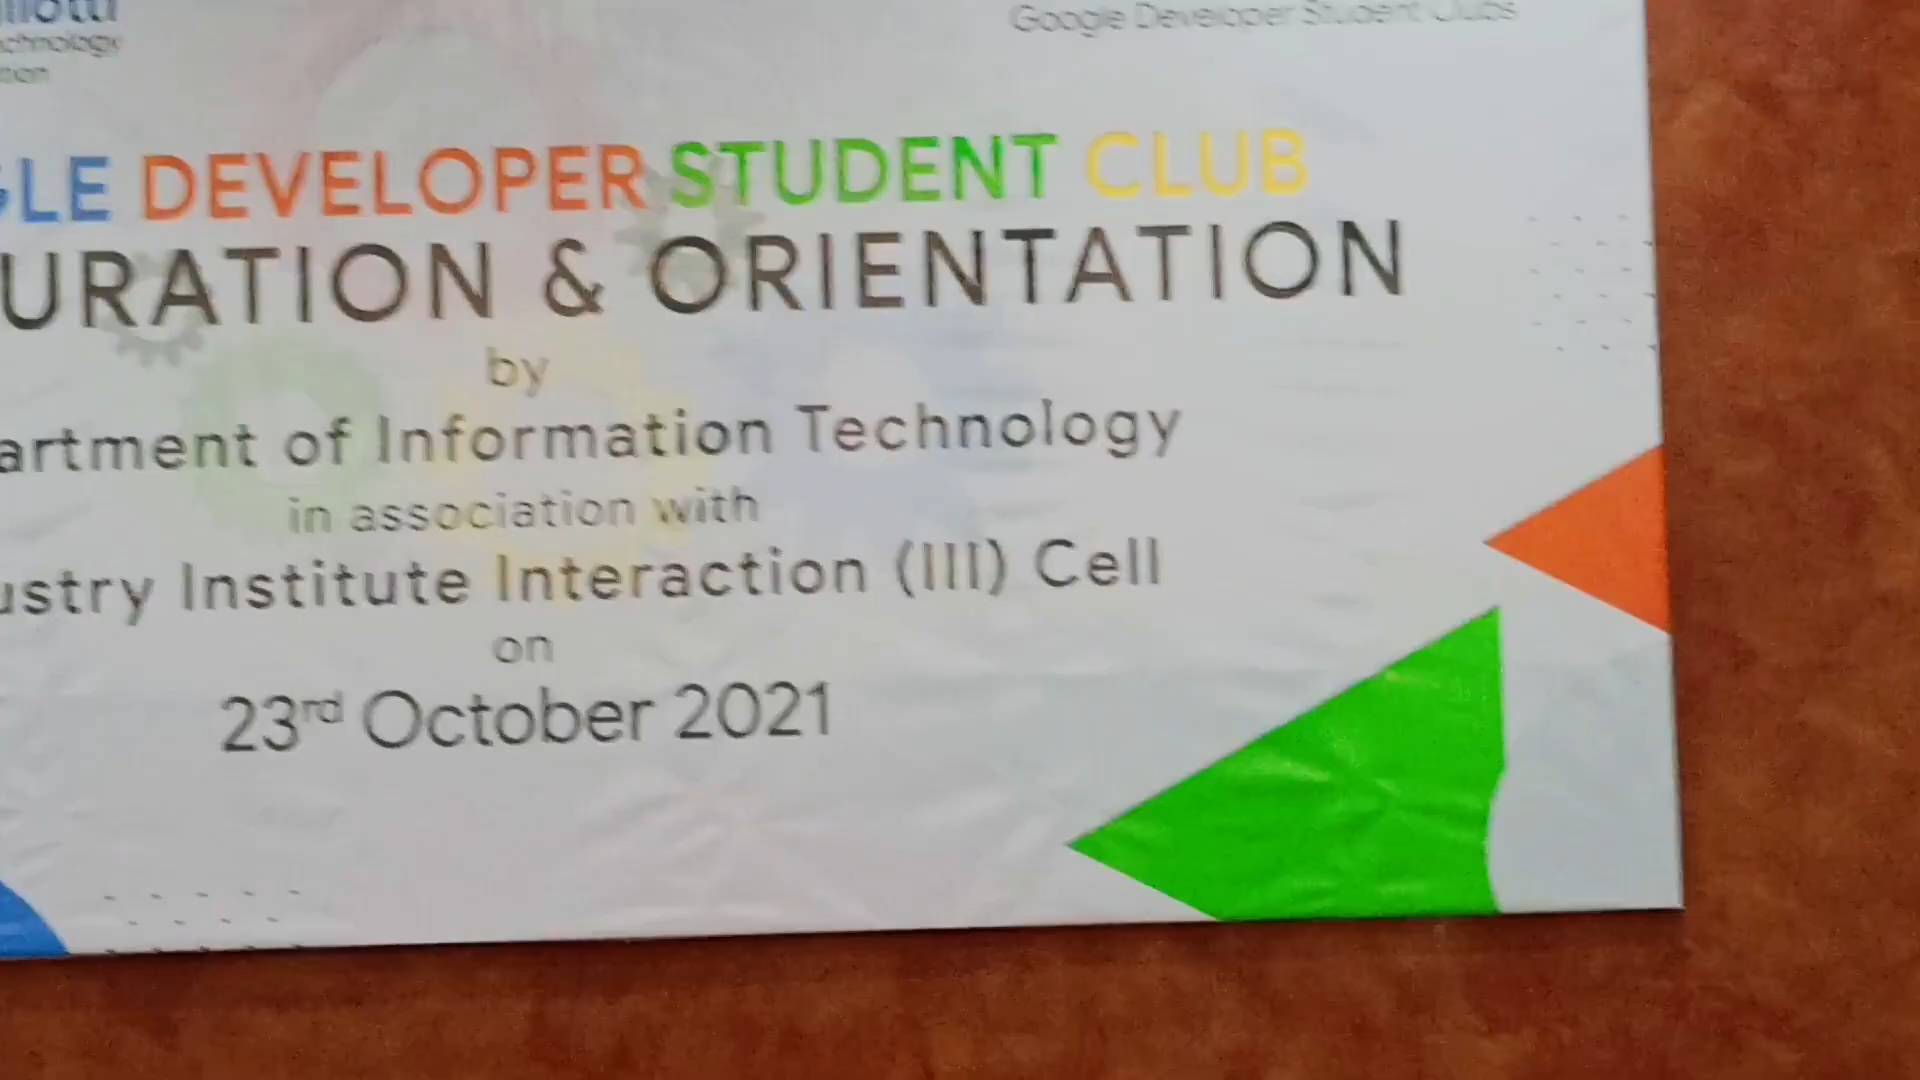 Google Developer Student Clubs
chnology
GLE DEVELOPER STUDENT CLUB
URATION & ORIENTATION
by
artment of Information Technology
in association with
ustry Institute Interaction (III) Cell
on
23rd October 2021